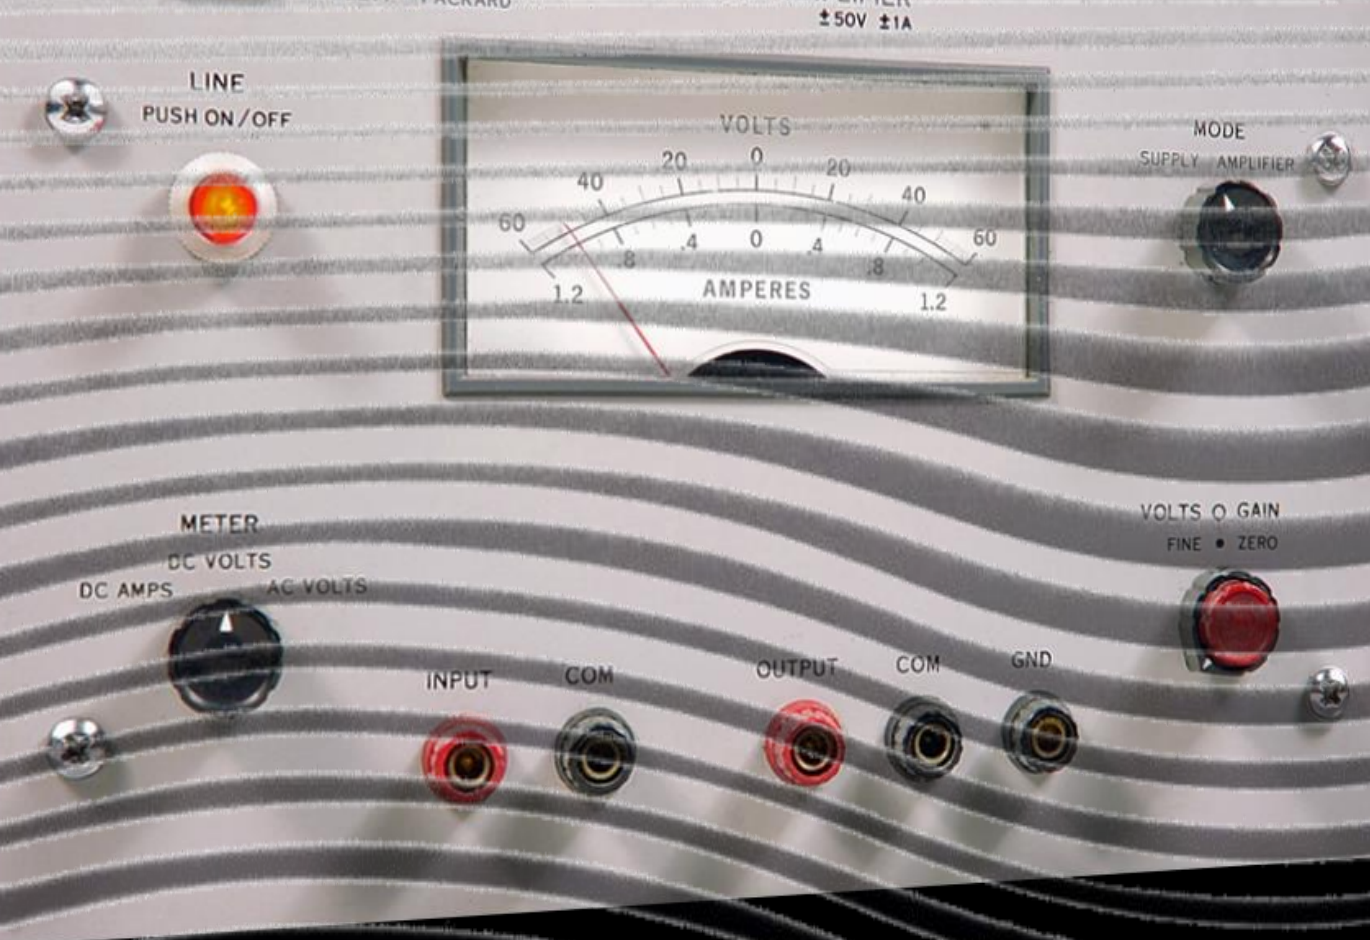 ±50V ±1A
LINE
PUSH ON/OFF
VOLTS
60 40 20 0 20 40 60
1.2 .8 .4 0 .4 .8 1.2
AMPERES
MODE
SUPPLY AMPLIFIER
METER
DC VOLTS
DC AMPS AC VOLTS
VOLTS GAIN
FINE • ZERO
INPUT COM OUTPUT COM GND